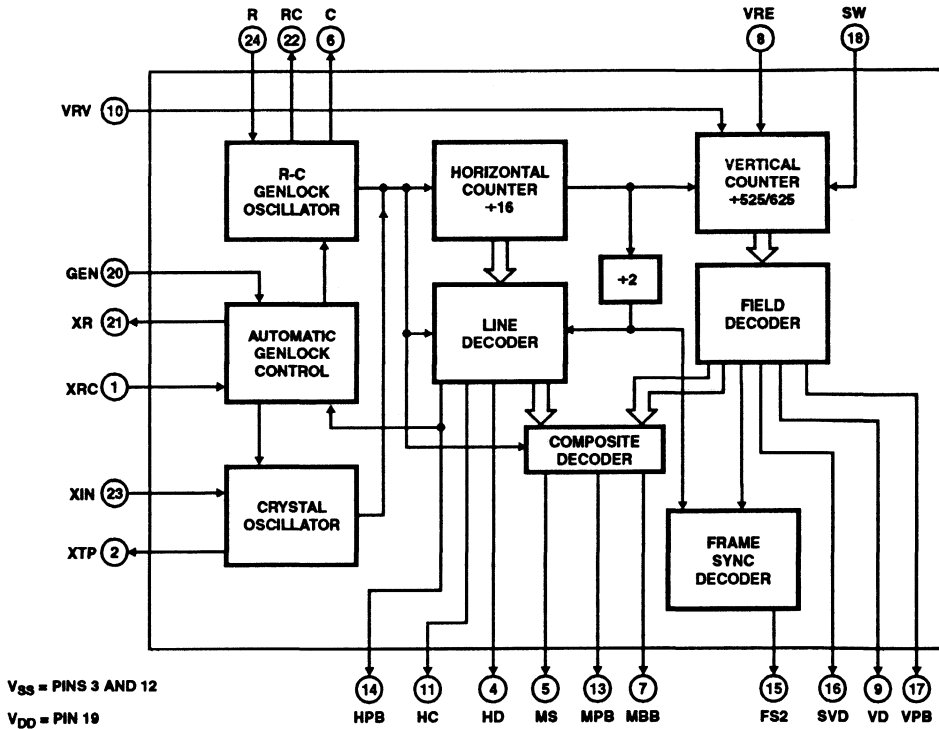 R RC C VRE SW
24 22 6 8 18
VRV 10
R-C
GENLOCK
OSCILLATOR
HORIZONTAL
COUNTER
÷16
VERTICAL
COUNTER
÷525/625
GEN 20
XR 21
XRC 1
AUTOMATIC
GENLOCK
CONTROL
LINE
DECODER
÷2
FIELD
DECODER
COMPOSITE
DECODER
XIN 23
XTP 2
CRYSTAL
OSCILLATOR
FRAME
SYNC
DECODER
VSS = PINS 3 AND 12
VDD = PIN 19
14 11 4 5 13 7 15 16 9 17
HPB HC HD MS MPB MBB FS2 SVD VD VPB